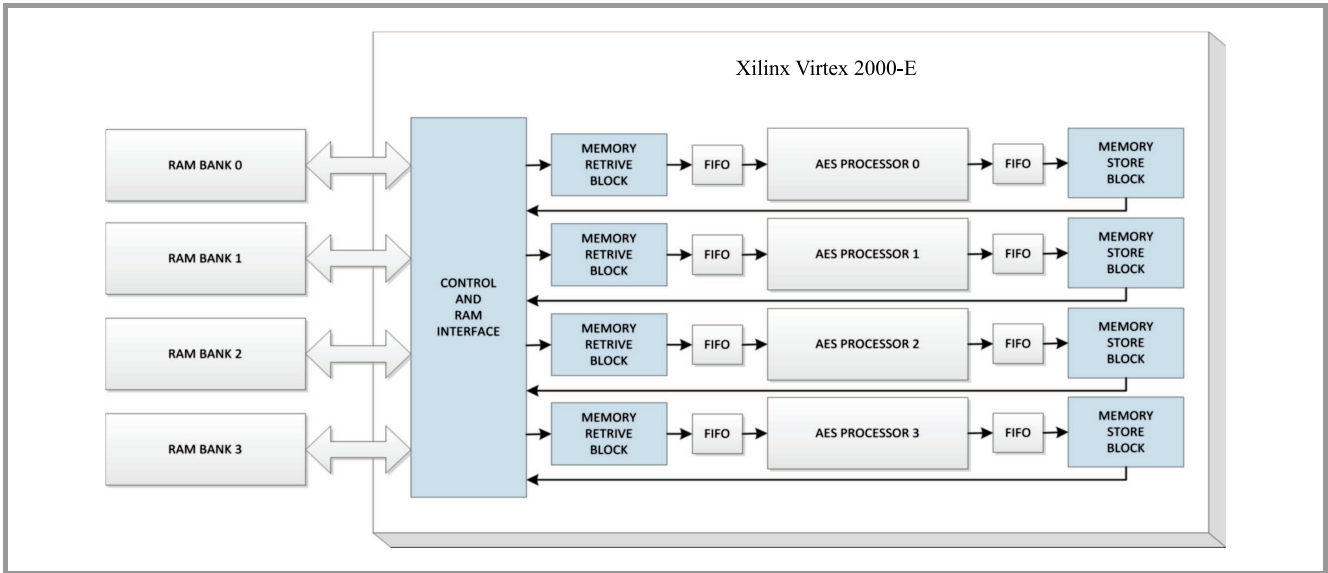 Xilinx Virtex 2000-E
RAM BANK 0
RAM BANK 1
RAM BANK 2
RAM BANK 3
CONTROL
AND
RAM
INTERFACE
MEMORY
RETRIVE
BLOCK
FIFO
AES PROCESSOR 0
FIFO
MEMORY
STORE
BLOCK
MEMORY
RETRIVE
BLOCK
FIFO
AES PROCESSOR 1
FIFO
MEMORY
STORE
BLOCK
MEMORY
RETRIVE
BLOCK
FIFO
AES PROCESSOR 2
FIFO
MEMORY
STORE
BLOCK
MEMORY
RETRIVE
BLOCK
FIFO
AES PROCESSOR 3
FIFO
MEMORY
STORE
BLOCK